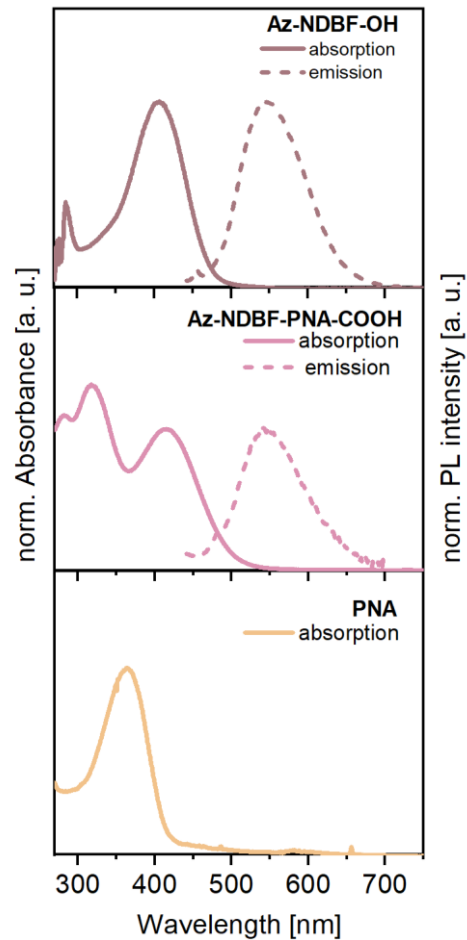 Az-NDBF-OH
absorption
emission
Az-NDBF-PNA-COOH
absorption
emission
PNA
absorption
norm. Absorbance [a. u.]
norm. PL intensity [a. u.]
300 400 500 600 700
Wavelength [nm]